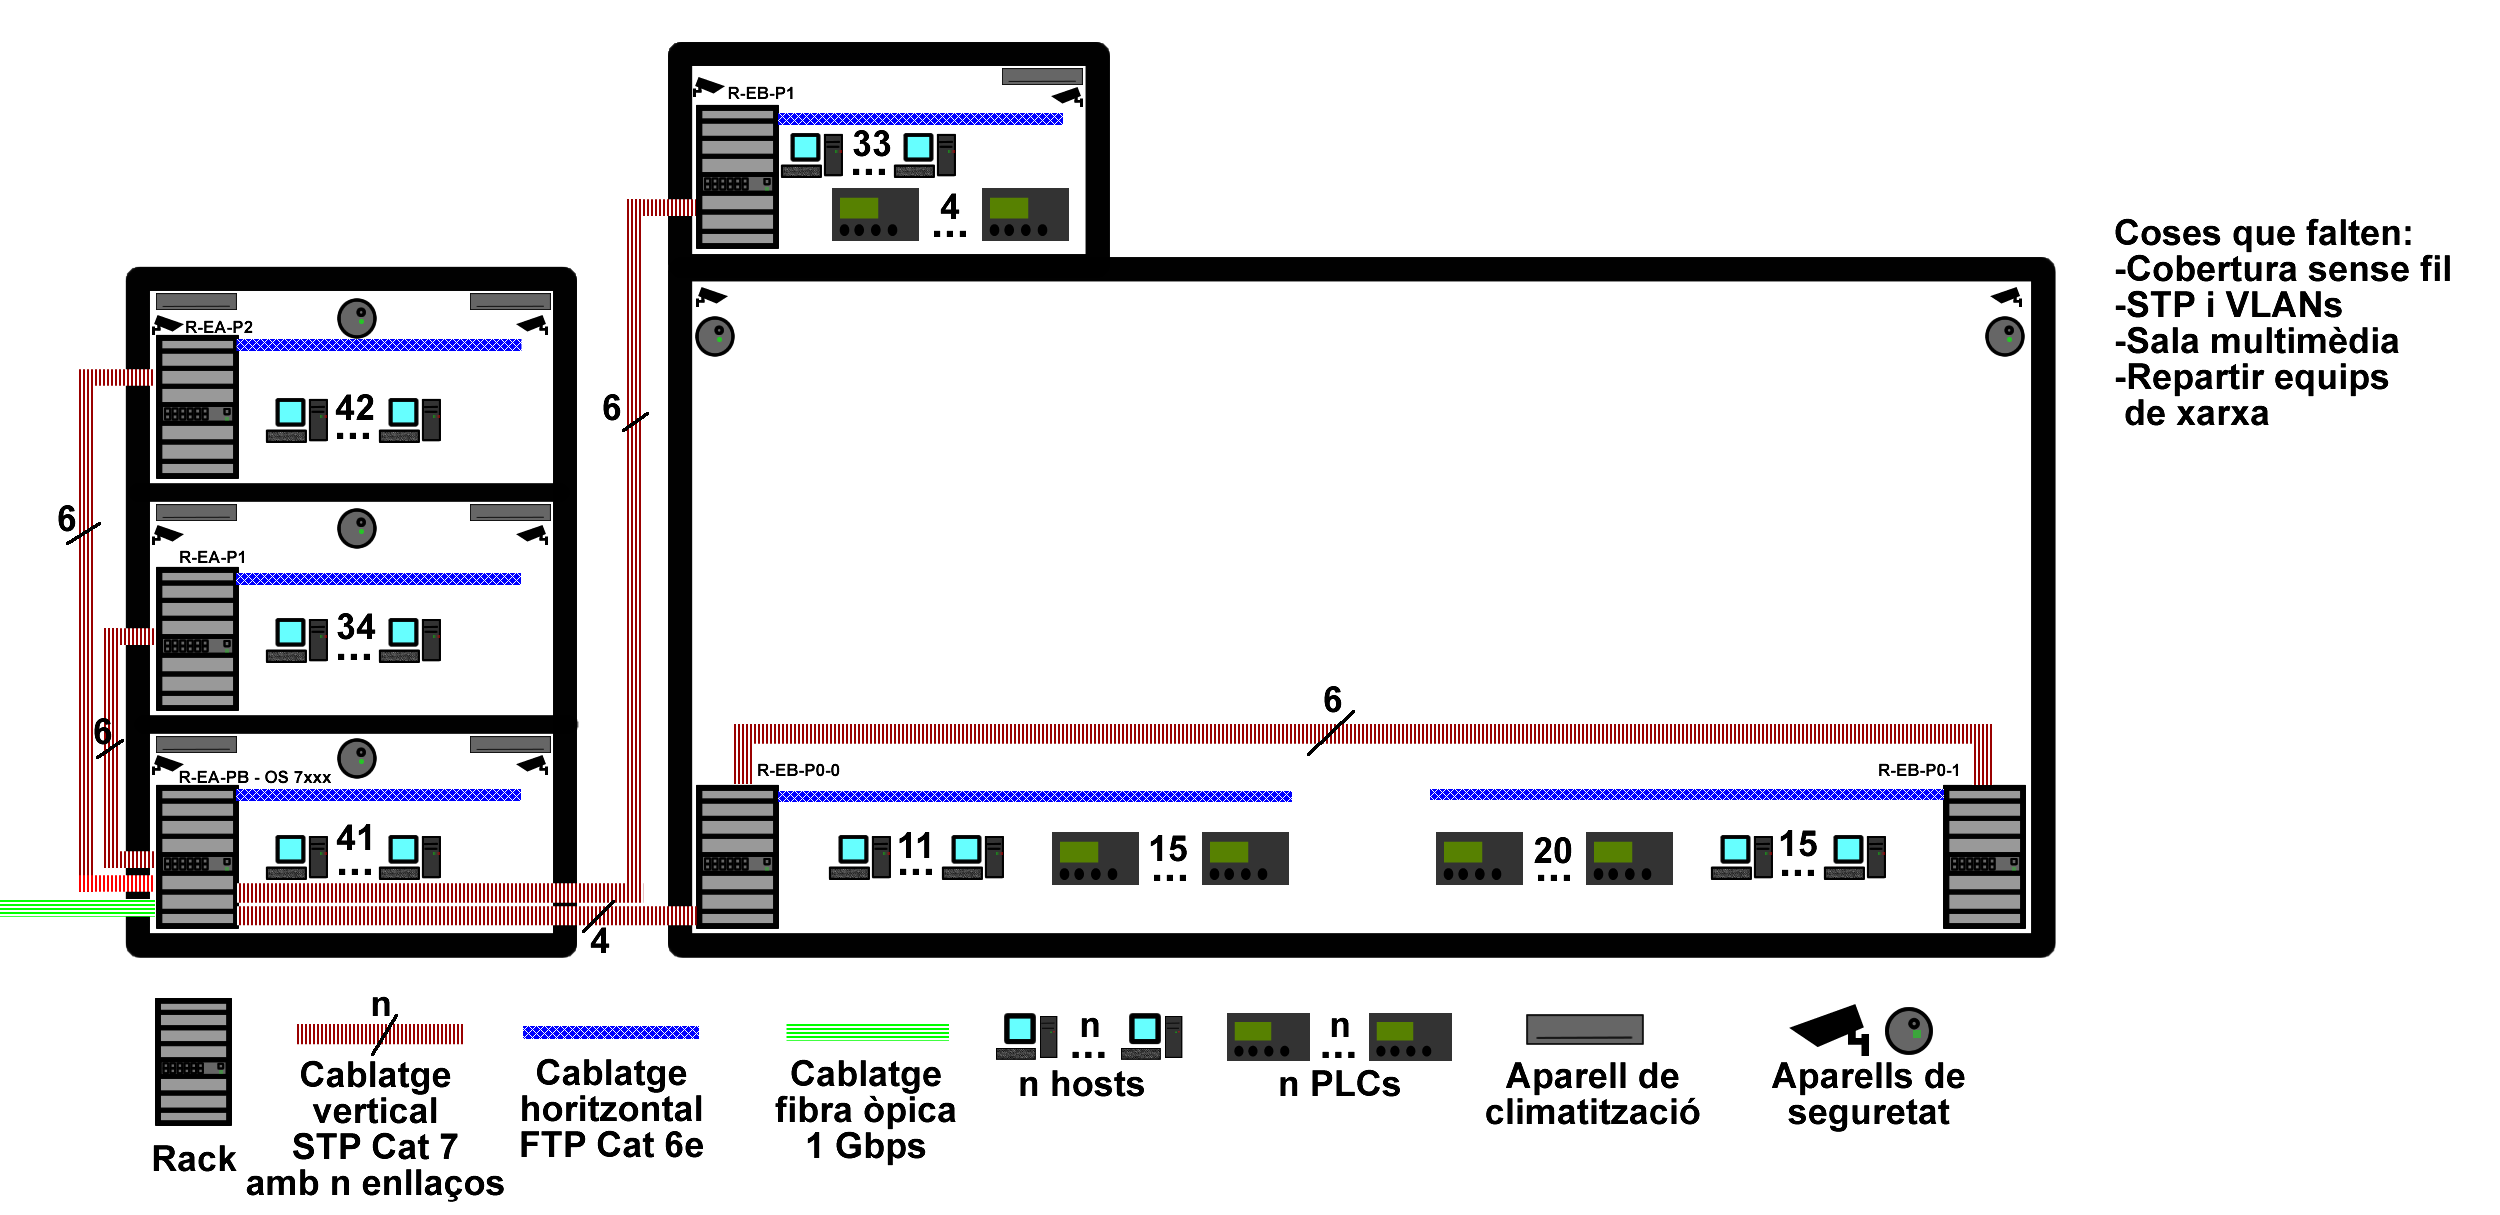 R-EB-P1
33
...
4
...
Coses que falten:
-Cobertura sense fil
-STP i VLANs
-Sala multimèdia
-Repartir equips
de xarxa
R-EA-P2
42
...
6
6
R-EA-P1
34
...
6
6
R-EA-PB - OS 7xxx
41
...
4
R-EB-P0-0
11
...
15
...
R-EB-P0-1
20
...
15
...
Rack
n
Cablatge
vertical
STP Cat 7
amb n enllaços
Cablatge
horitzontal
FTP Cat 6e
Cablatge
fibra òpica
1 Gbps
n
...
n hosts
n
...
n PLCs
Aparell de
climatització
Aparells de
seguretat